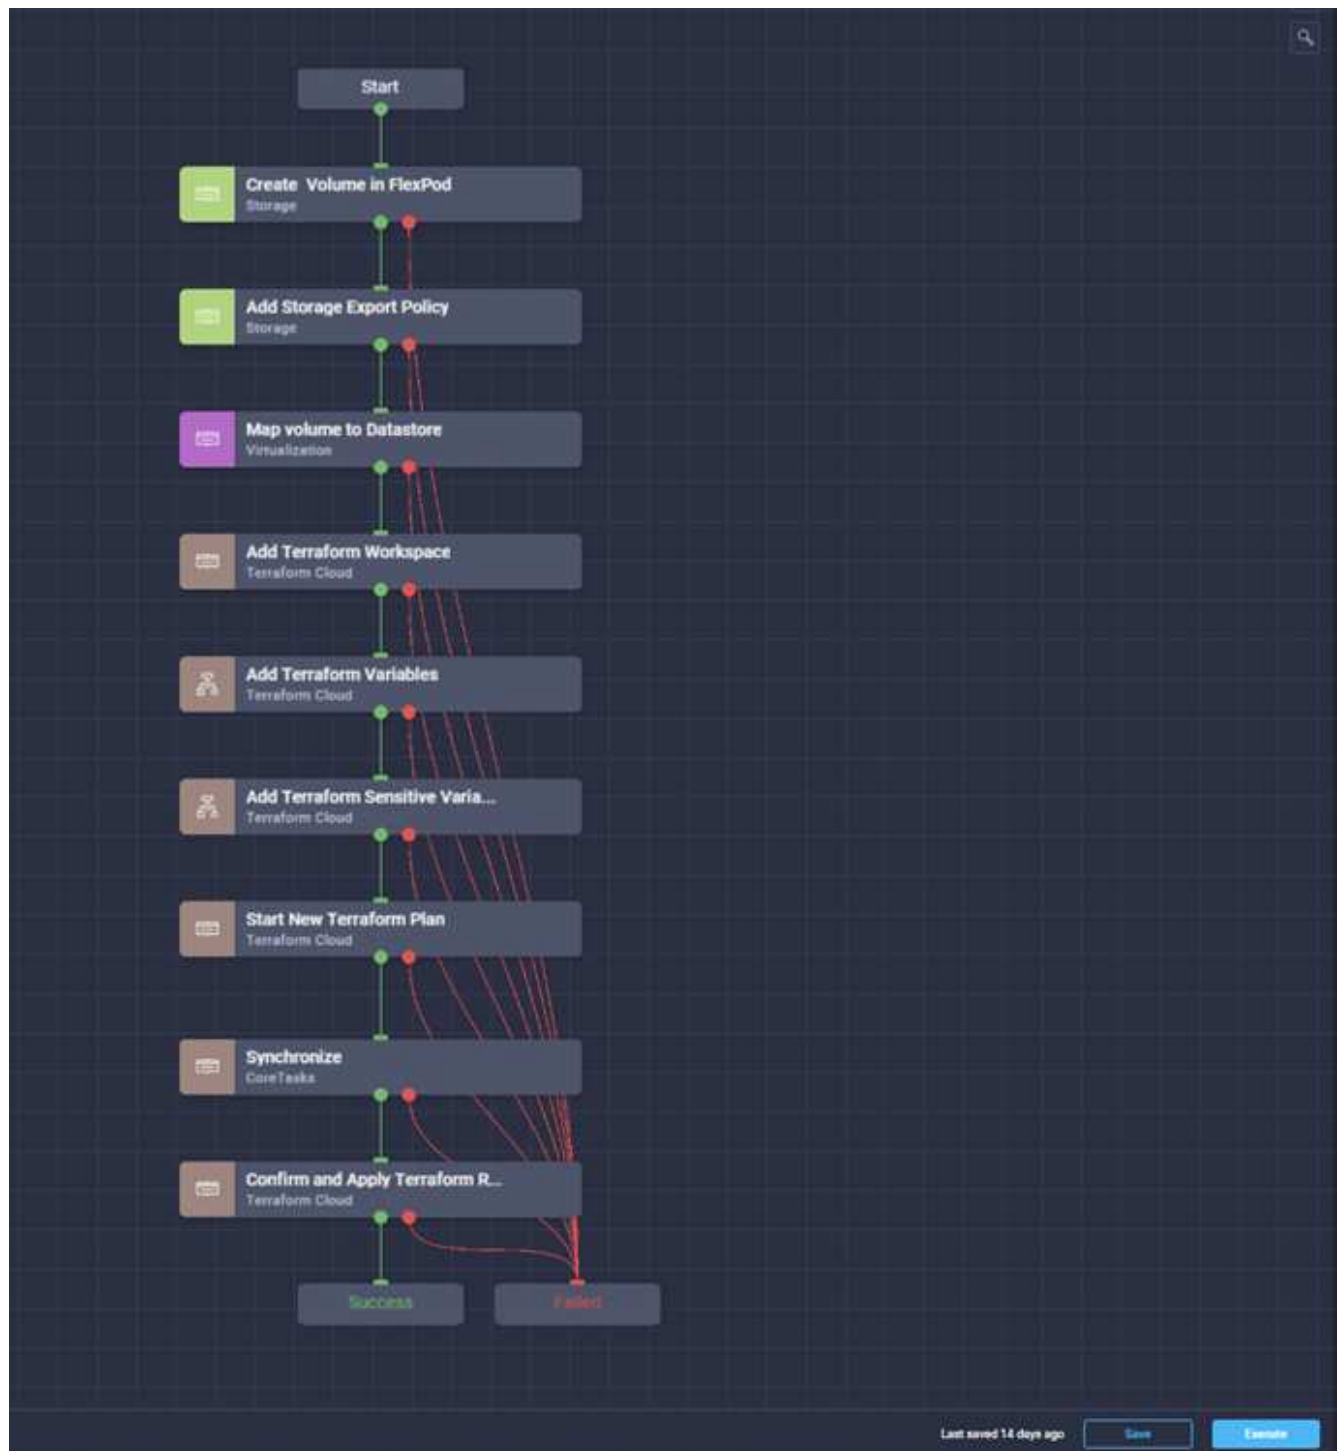 Start
Create Volume in FlexPod
Storage
Add Storage Export Policy
Storage
Map volume to Datastore
Virtualization
Add Terraform Workspace
Terraform Cloud
Add Terraform Variables
Terraform Cloud
Add Terraform Sensitive Varia...
Terraform Cloud
Start New Terraform Plan
Terraform Cloud
Synchronize
CoreTasks
Confirm and Apply Terraform R...
Terraform Cloud
Success Failed
Last saved 14 days ago Save Execute